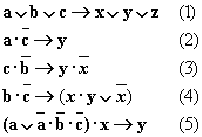 a ∨ b ∨ c → x ∨ y ∨ z (1)
a · c̅ → y (2)
c · b̅ → y · x̅ (3)
b · c̅ → (x · y ∨ x̅) (4)
(a ∨ a̅ · b̅ · c̅) · x → y (5)